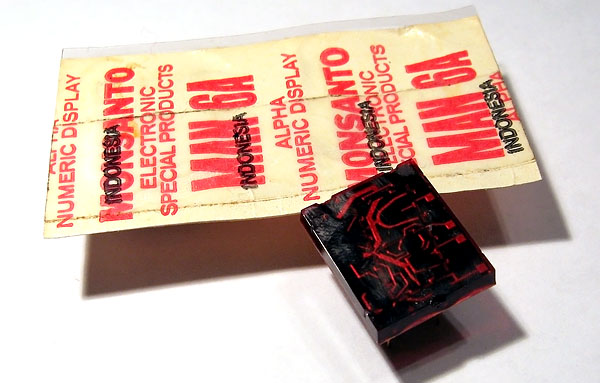 ALPHA
NUMERIC DISPLAY
MONSANTO
INDONESIA
ELECTRONIC
SPECIAL PRODUCTS
MAN 6A
INDONESIA
ALPHA
NUMERIC DISPLAY
MONSANTO
INDONESIA
ELECTRONIC
SPECIAL PRODUCTS
MAN 6A
INDONESIA
ALPHA